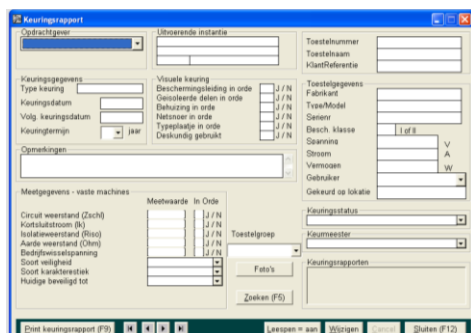 Keuringsrapport
Opdrachtgever
Uitvoerende instantie
Toestelnummer
Toestelnaam
KlantReferentie
Keuringsgegevens
Type keuring
Keuringsdatum
Volg. keuringsdatum
Keuringtermijn jaar
Visuele keuring
Beschermingsleiding in orde J / N
Geïsoleerde delen in orde J / N
Behuizing in orde J / N
Netsnoer in orde J / N
Typeplaatje in orde J / N
Deskundig gebruikt J / N
Toestelgegevens
Fabrikant
Type/Model
Serienr
Besch. klasse I of II
Spanning V
Stroom A
Vermogen W
Gebruiker
Gekeurd op lokatie
Opmerkingen
Meetgegevens - vaste machines
Meetwaarde In Orde
Circuit weerstand (Zschl) J / N
Kortsluitstroom (Ik) J / N
Isolatieweerstand (Riso) J / N
Aarde weerstand (Ohm) J / N
Bedrijfswisselspanning J / N
Soort veiligheid
Soort karakterestiek
Huidige beveiligd tot
Toestelgroep
Foto's
Zoeken (F5)
Keuringsstatus
Keurmeester
Keuringsrapporten
Print keuringsrapport (F9)
Leespen = aan
Wijzigen
Cancel
Sluiten (F12)